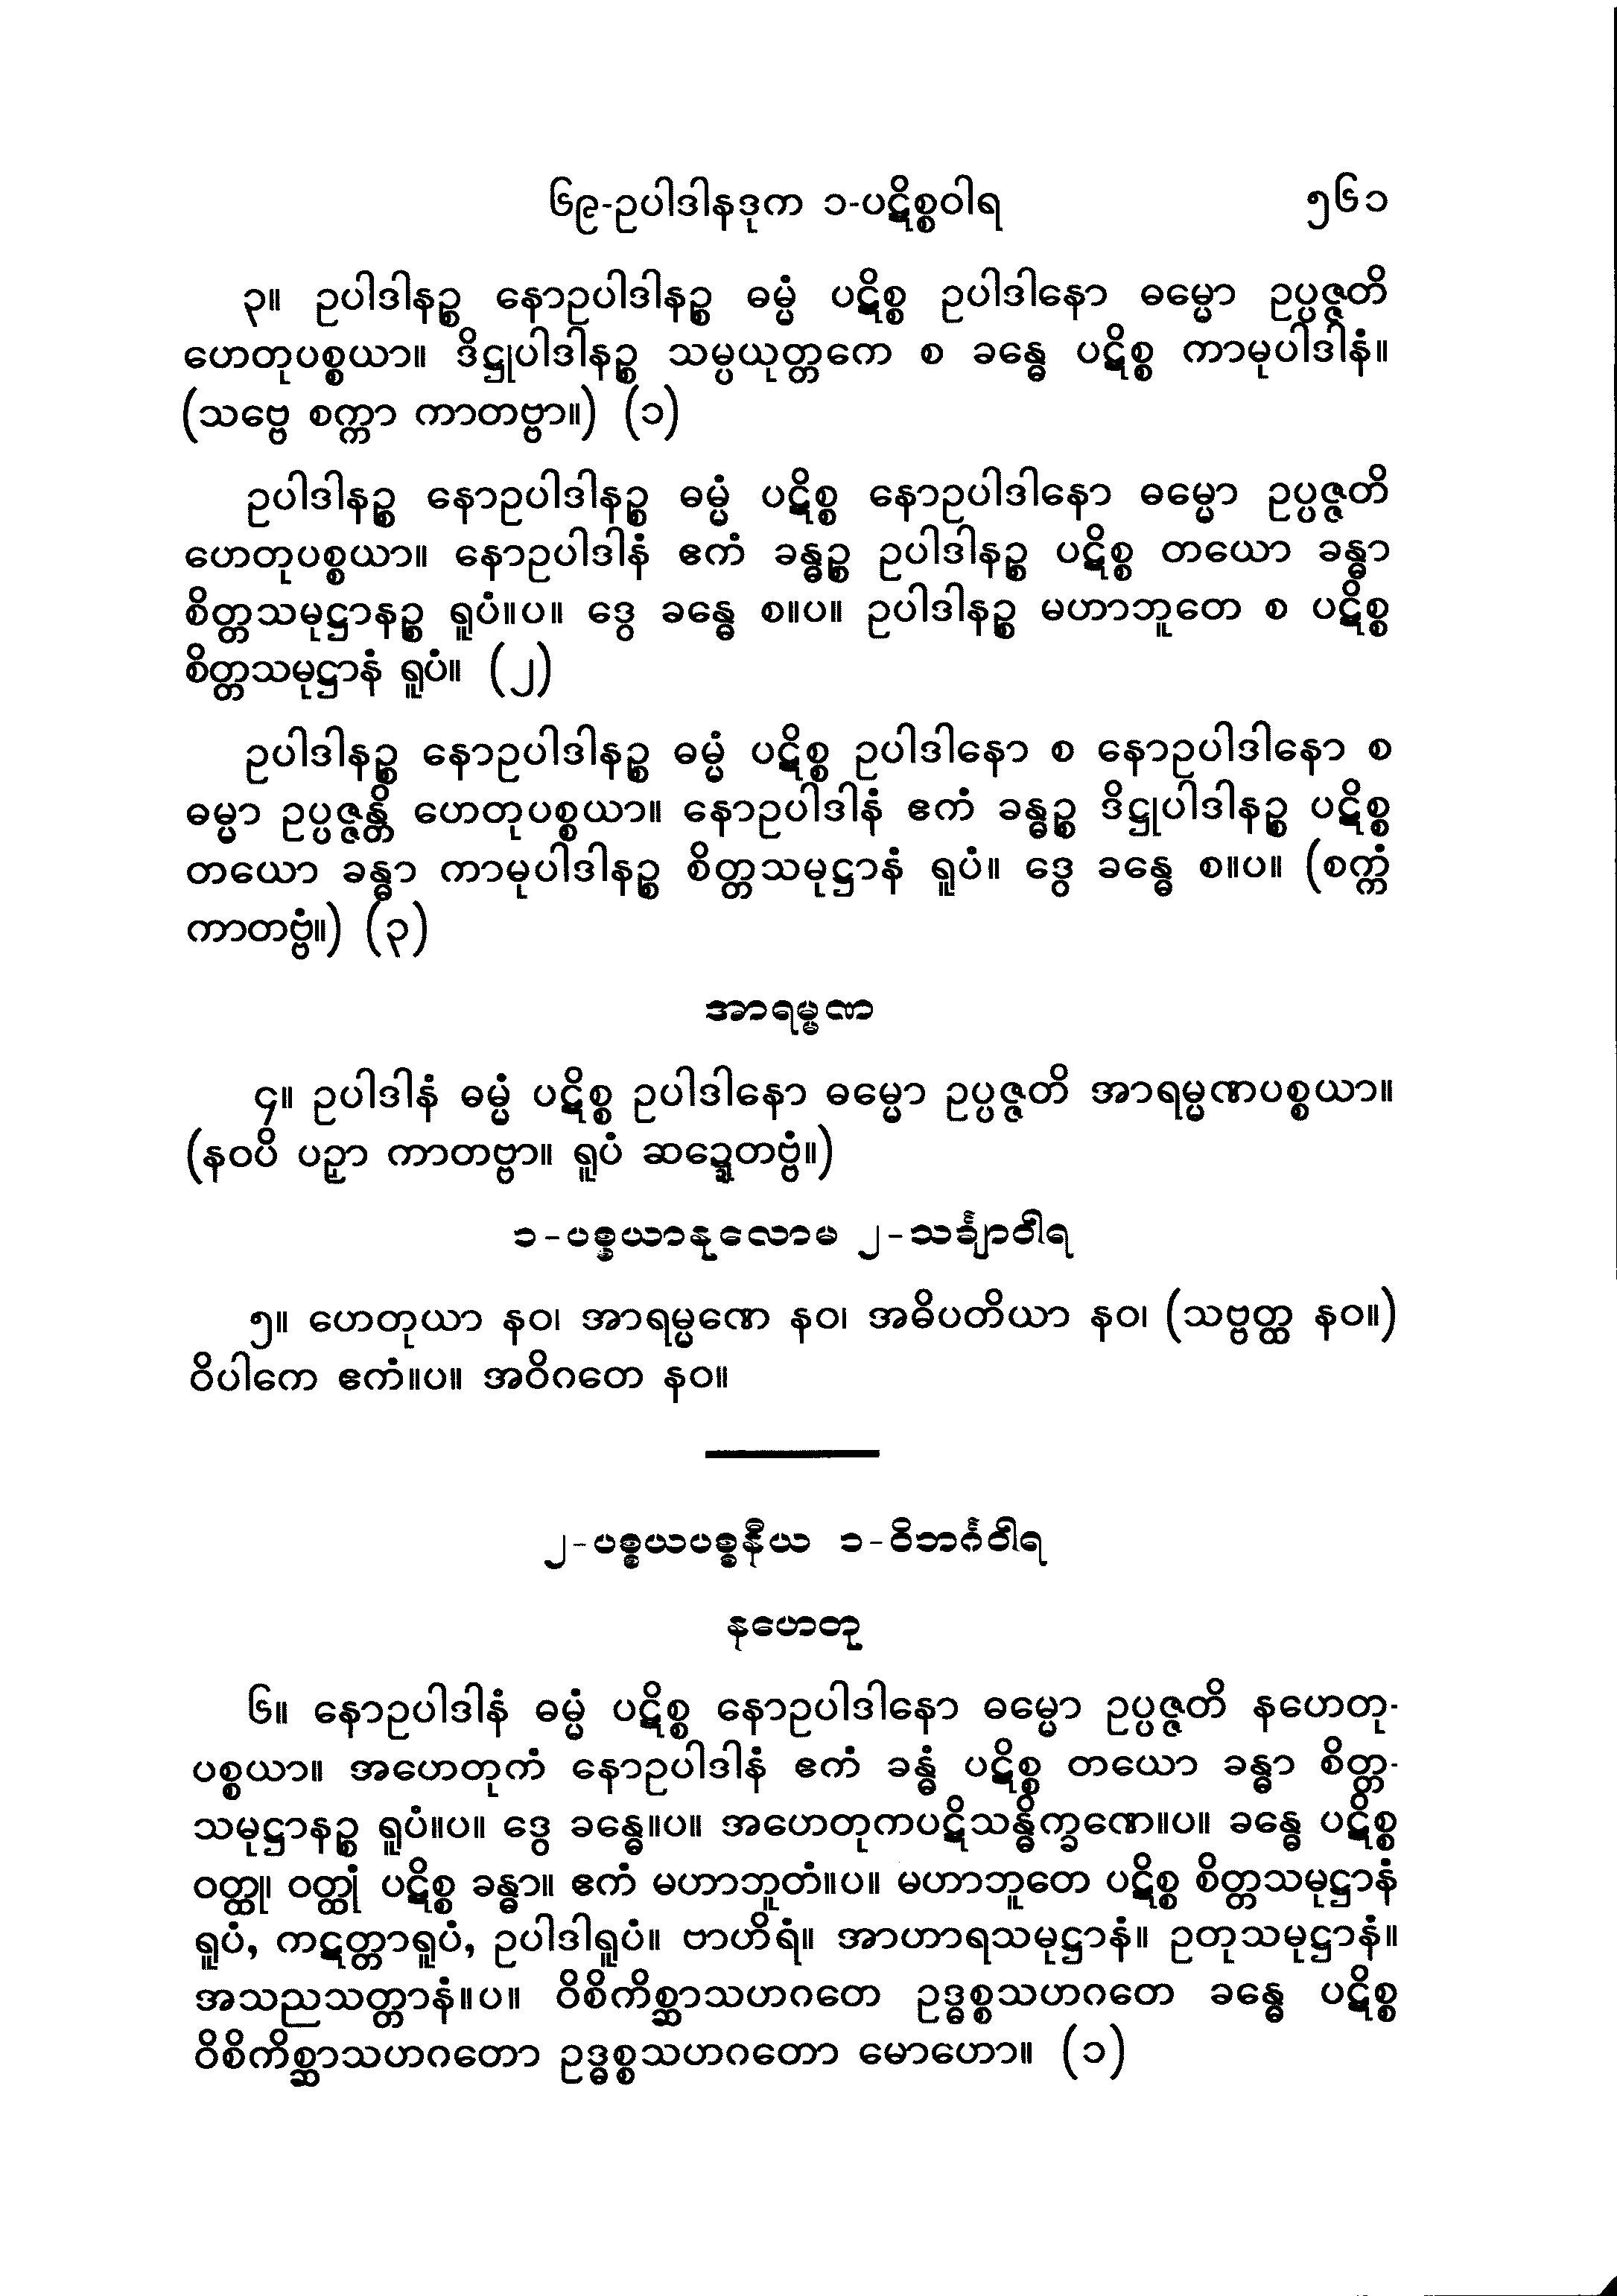 ၆၉-ဥပါဒါနဒုက ၁-ပဋိစ္စဝါရ ၅၆၁
၃။ ဥပါဒါနဉ္စ နောဥပါဒါနဉ္စ ဓမ္မံ ပဋိစ္စ ဥပါဒါနော ဓမ္မော ဥပ္ပဇ္ဇတိ
ဟေတုပစ္စယာ။ ဒိဋ္ဌုပါဒါနဉ္စ သမ္ပယုတ္တကေ စ ခန္ဓေ ပဋိစ္စ ကာမုပါဒါနံ။
(သဗ္ဗေ စက္ကာ ကာတဗ္ဗာ။) (၁)
ဥပါဒါနဉ္စ နောဥပါဒါနဉ္စ ဓမ္မံ ပဋိစ္စ နောဥပါဒါနော ဓမ္မော ဥပ္ပဇ္ဇတိ
ဟေတုပစ္စယာ။ နောဥပါဒါနံ ဧကံ ခန္ဓဉ္စ ဥပါဒါနဉ္စ ပဋိစ္စ တယော ခန္ဓာ
စိတ္တသမုဋ္ဌာနဉ္စ ရူပံ။ပ။ ဒွေ ခန္ဓေ စ။ပ။ ဥပါဒါနဉ္စ မဟာဘူတေ စ ပဋိစ္စ
စိတ္တသမုဋ္ဌာနံ ရူပံ။ (၂)
ဥပါဒါနဉ္စ နောဥပါဒါနဉ္စ ဓမ္မံ ပဋိစ္စ ဥပါဒါနော စ နောဥပါဒါနော စ
ဓမ္မာ ဥပ္ပဇ္ဇန္တိ ဟေတုပစ္စယာ။ နောဥပါဒါနံ ဧကံ ခန္ဓဉ္စ ဒိဋ္ဌုပါဒါနဉ္စ ပဋိစ္စ
တယော ခန္ဓာ ကာမုပါဒါနဉ္စ စိတ္တသမုဋ္ဌာနံ ရူပံ။ ဒွေ ခန္ဓေ စ။ပ။ (စက္ကံ
ကာတဗ္ဗံ။) (၃)
အာရမ္မဏ
၄။ ဥပါဒါနံ ဓမ္မံ ပဋိစ္စ ဥပါဒါနော ဓမ္မော ဥပ္ပဇ္ဇတိ အာရမ္မဏပစ္စယာ။
(နဝပိ ပဉှာ ကာတဗ္ဗာ။ ရူပံ ဆဍ္ဍေတဗ္ဗံ။)
၁-ပစ္စယာနုလောမ ၂-သင်္ချာဝါရ
၅။ ဟေတုယာ နဝ၊ အာရမ္မဏေ နဝ၊ အဓိပတိယာ နဝ၊ (သဗ္ဗတ္ထ နဝ။)
ဝိပါကေ ဧကံ။ပ။ အဝိဂတေ နဝ။
၂-ပစ္စယပစ္စနီယ ၁-ဝိဘင်္ဂဝါရ
နဟေတု
၆။ နောဥပါဒါနံ ဓမ္မံ ပဋိစ္စ နောဥပါဒါနော ဓမ္မော ဥပ္ပဇ္ဇတိ နဟေတု-
ပစ္စယာ။ အဟေတုကံ နောဥပါဒါနံ ဧကံ ခန္ဓံ ပဋိစ္စ တယော ခန္ဓာ စိတ္တ-
သမုဋ္ဌာနဉ္စ ရူပံ။ပ။ ဒွေ ခန္ဓေ။ပ။ အဟေတုကပဋိသန္ဓိက္ခဏေ။ပ။ ခန္ဓေ ပဋိစ္စ
ဝတ္ထု၊ ဝတ္ထုံ ပဋိစ္စ ခန္ဓာ။ ဧကံ မဟာဘူတံ။ပ။ မဟာဘူတေ ပဋိစ္စ စိတ္တသမုဋ္ဌာနံ
ရူပံ, ကဋတ္တာရူပံ, ဥပါဒါရူပံ။ ဗာဟိရံ။ အာဟာရသမုဋ္ဌာနံ။ ဥတုသမုဋ္ဌာနံ။
အသညသတ္တာနံ။ပ။ ဝိစိကိစ္ဆာသဟဂတေ ဥဒ္ဓစ္စသဟဂတေ ခန္ဓေ ပဋိစ္စ
ဝိစိကိစ္ဆာသဟဂတော ဥဒ္ဓစ္စသဟဂတော မောဟော။ (၁)